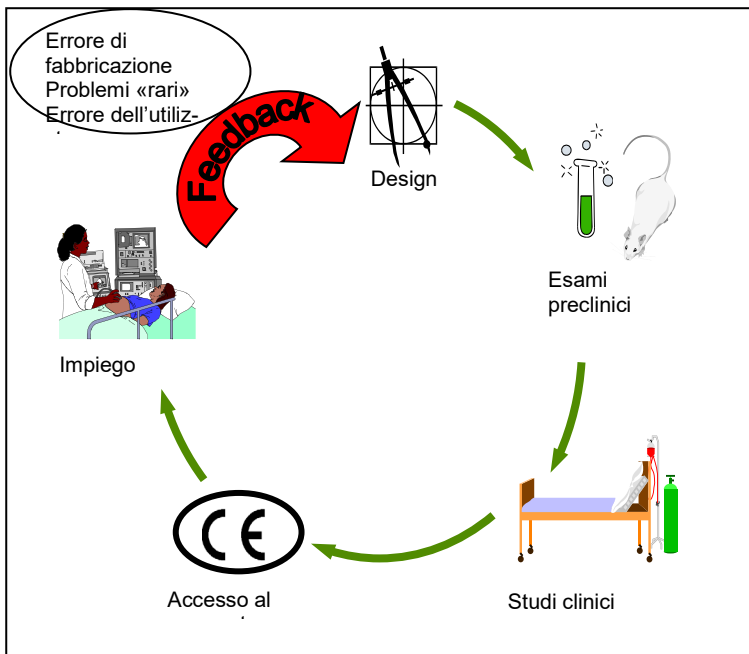 Errore di
fabbricazione
Problemi «rari»
Errore dell'utiliz-
Feedback
Design
Esami
preclinici
Impiego
CE
Accesso al
Studi clinici